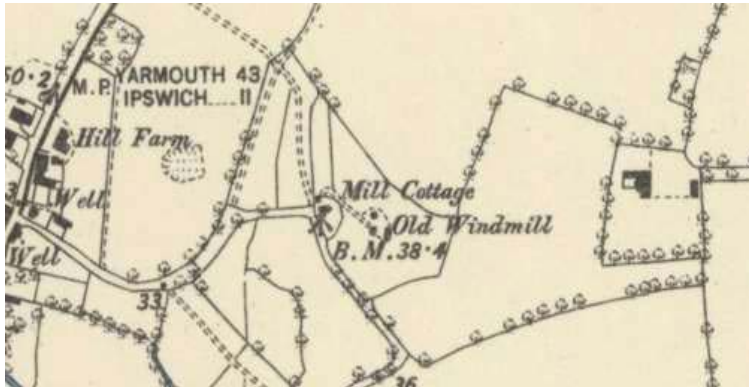 50·2
M.P. YARMOUTH 43
IPSWICH....11
Hill Farm
Well
Mill Cottage
Old Windmill
B.M. 38·4
Well
33
36